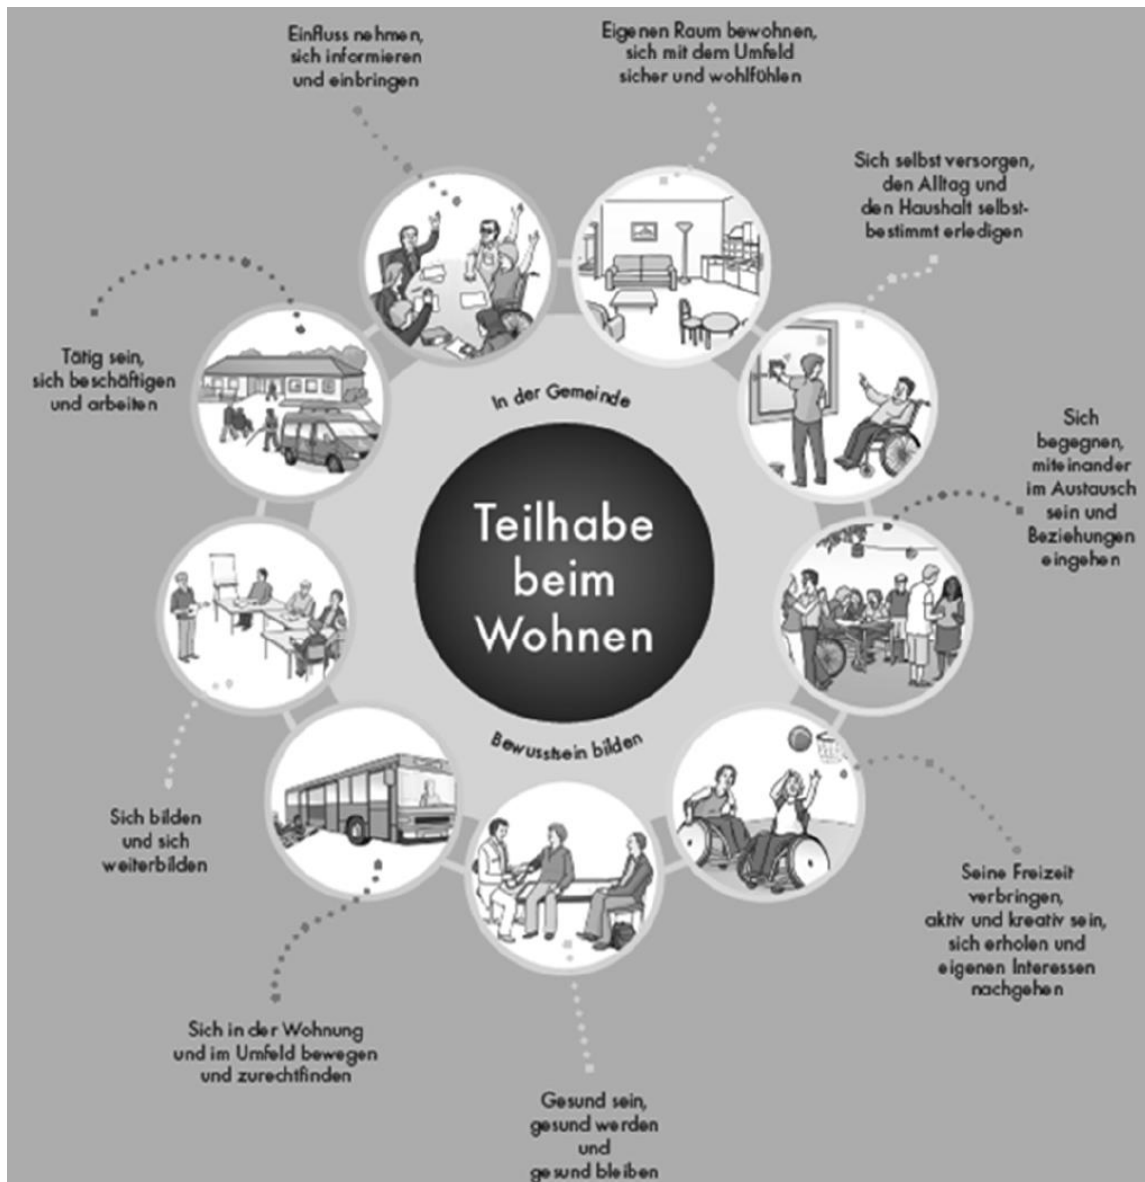 Einfluss nehmen,
sich informieren
und einbringen
Eigenen Raum bewohnen,
sich mit dem Umfeld
sicher und wohlfühlen
Sich selbst versorgen,
den Alltag und
den Haushalt selbst-
bestimmt erledigen
Sich
begegnen,
miteinander
im Austausch
sein und
Beziehungen
eingehen
Seine Freizeit
verbringen,
aktiv und kreativ sein,
sich erholen und
eigenen Interessen
nachgehen
Gesund sein,
gesund werden
und
gesund bleiben
Sich in der Wohnung
und im Umfeld bewegen
und zurechtfinden
Sich bilden
und sich
weiterbilden
Tätig sein,
sich beschäftigen
und arbeiten
In der Gemeinde
Teilhabe
beim
Wohnen
Bewusstsein bilden